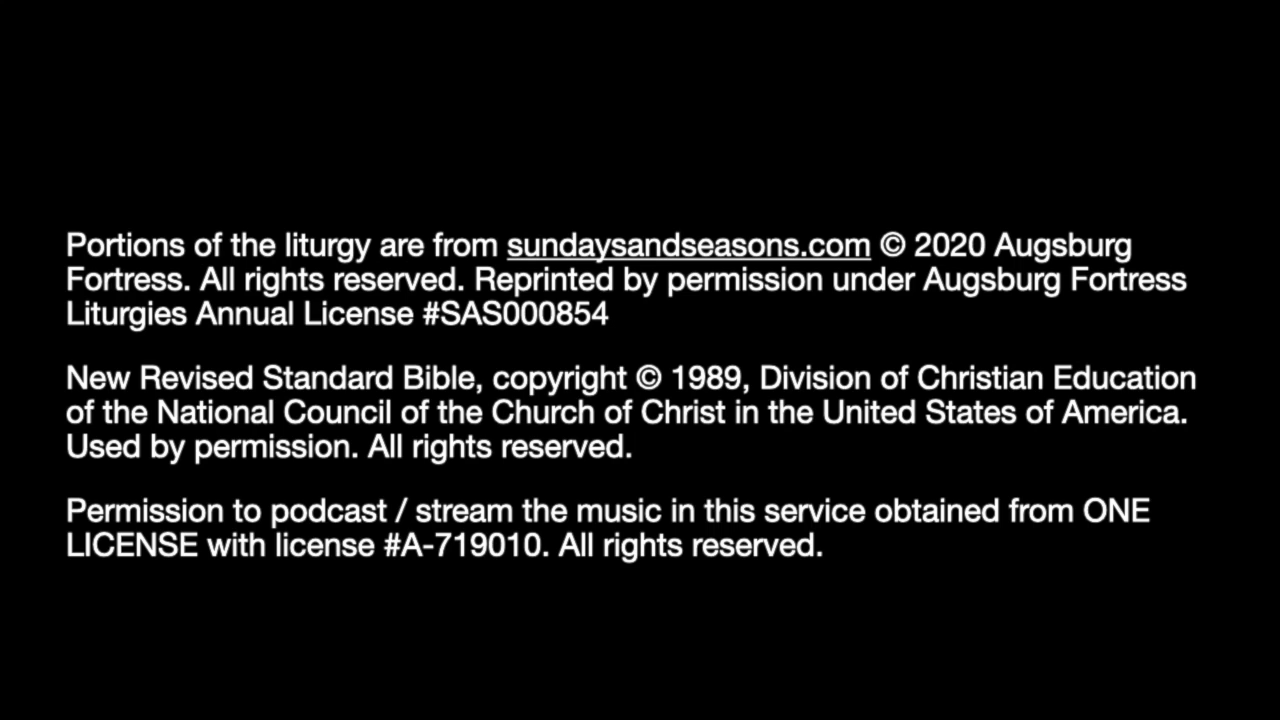 Portions of the liturgy are from sundaysandseasons.com © 2020 Augsburg
Fortress. All rights reserved. Reprinted by permission under Augsburg Fortress
Liturgies Annual License #SAS000854
New Revised Standard Bible, copyright © 1989, Division of Christian Education
of the National Council of the Church of Christ in the United States of America.
Used by permission. All rights reserved.
Permission to podcast / stream the music in this service obtained from ONE
LICENSE with license #A-719010. All rights reserved.